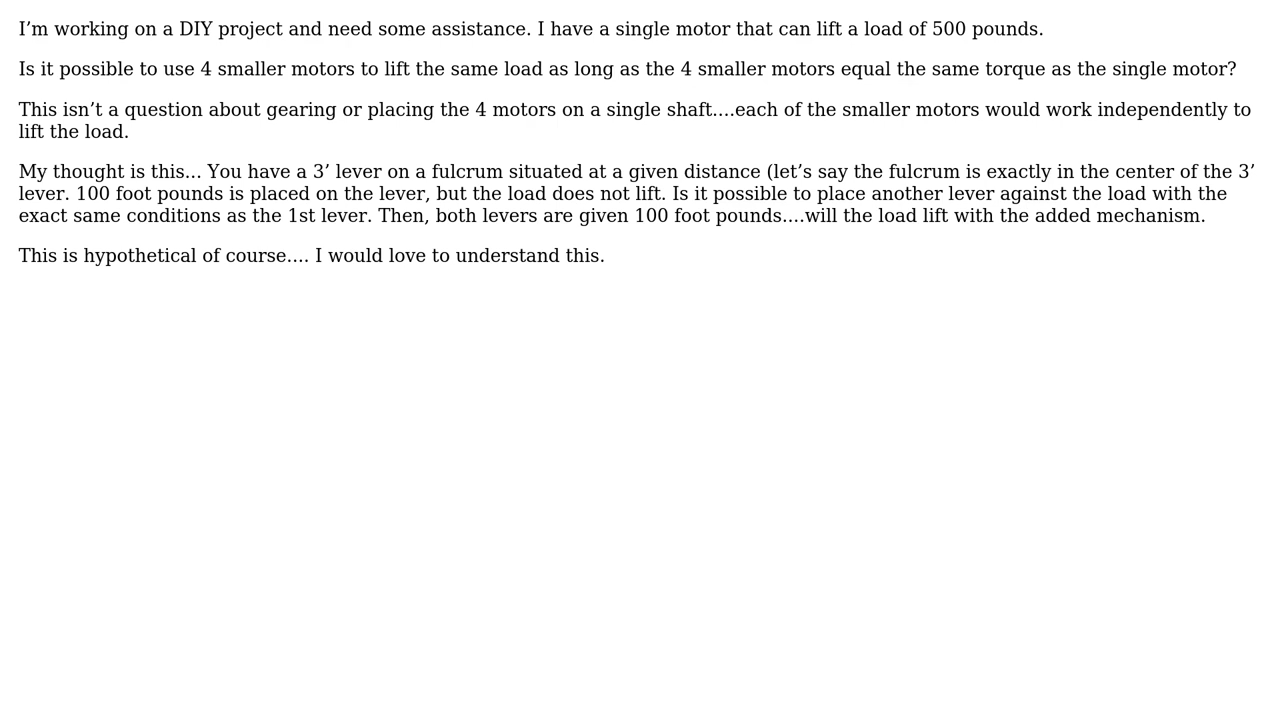 I’m working on a DIY project and need some assistance. I have a single motor that can lift a load of 500 pounds.
Is it possible to use 4 smaller motors to lift the same load as long as the 4 smaller motors equal the same torque as the single motor?
This isn’t a question about gearing or placing the 4 motors on a single shaft….each of the smaller motors would work independently to
lift the load.
My thought is this… You have a 3’ lever on a fulcrum situated at a given distance (let’s say the fulcrum is exactly in the center of the 3’
lever. 100 foot pounds is placed on the lever, but the load does not lift. Is it possible to place another lever against the load with the
exact same conditions as the 1st lever. Then, both levers are given 100 foot pounds….will the load lift with the added mechanism.
This is hypothetical of course…. I would love to understand this.